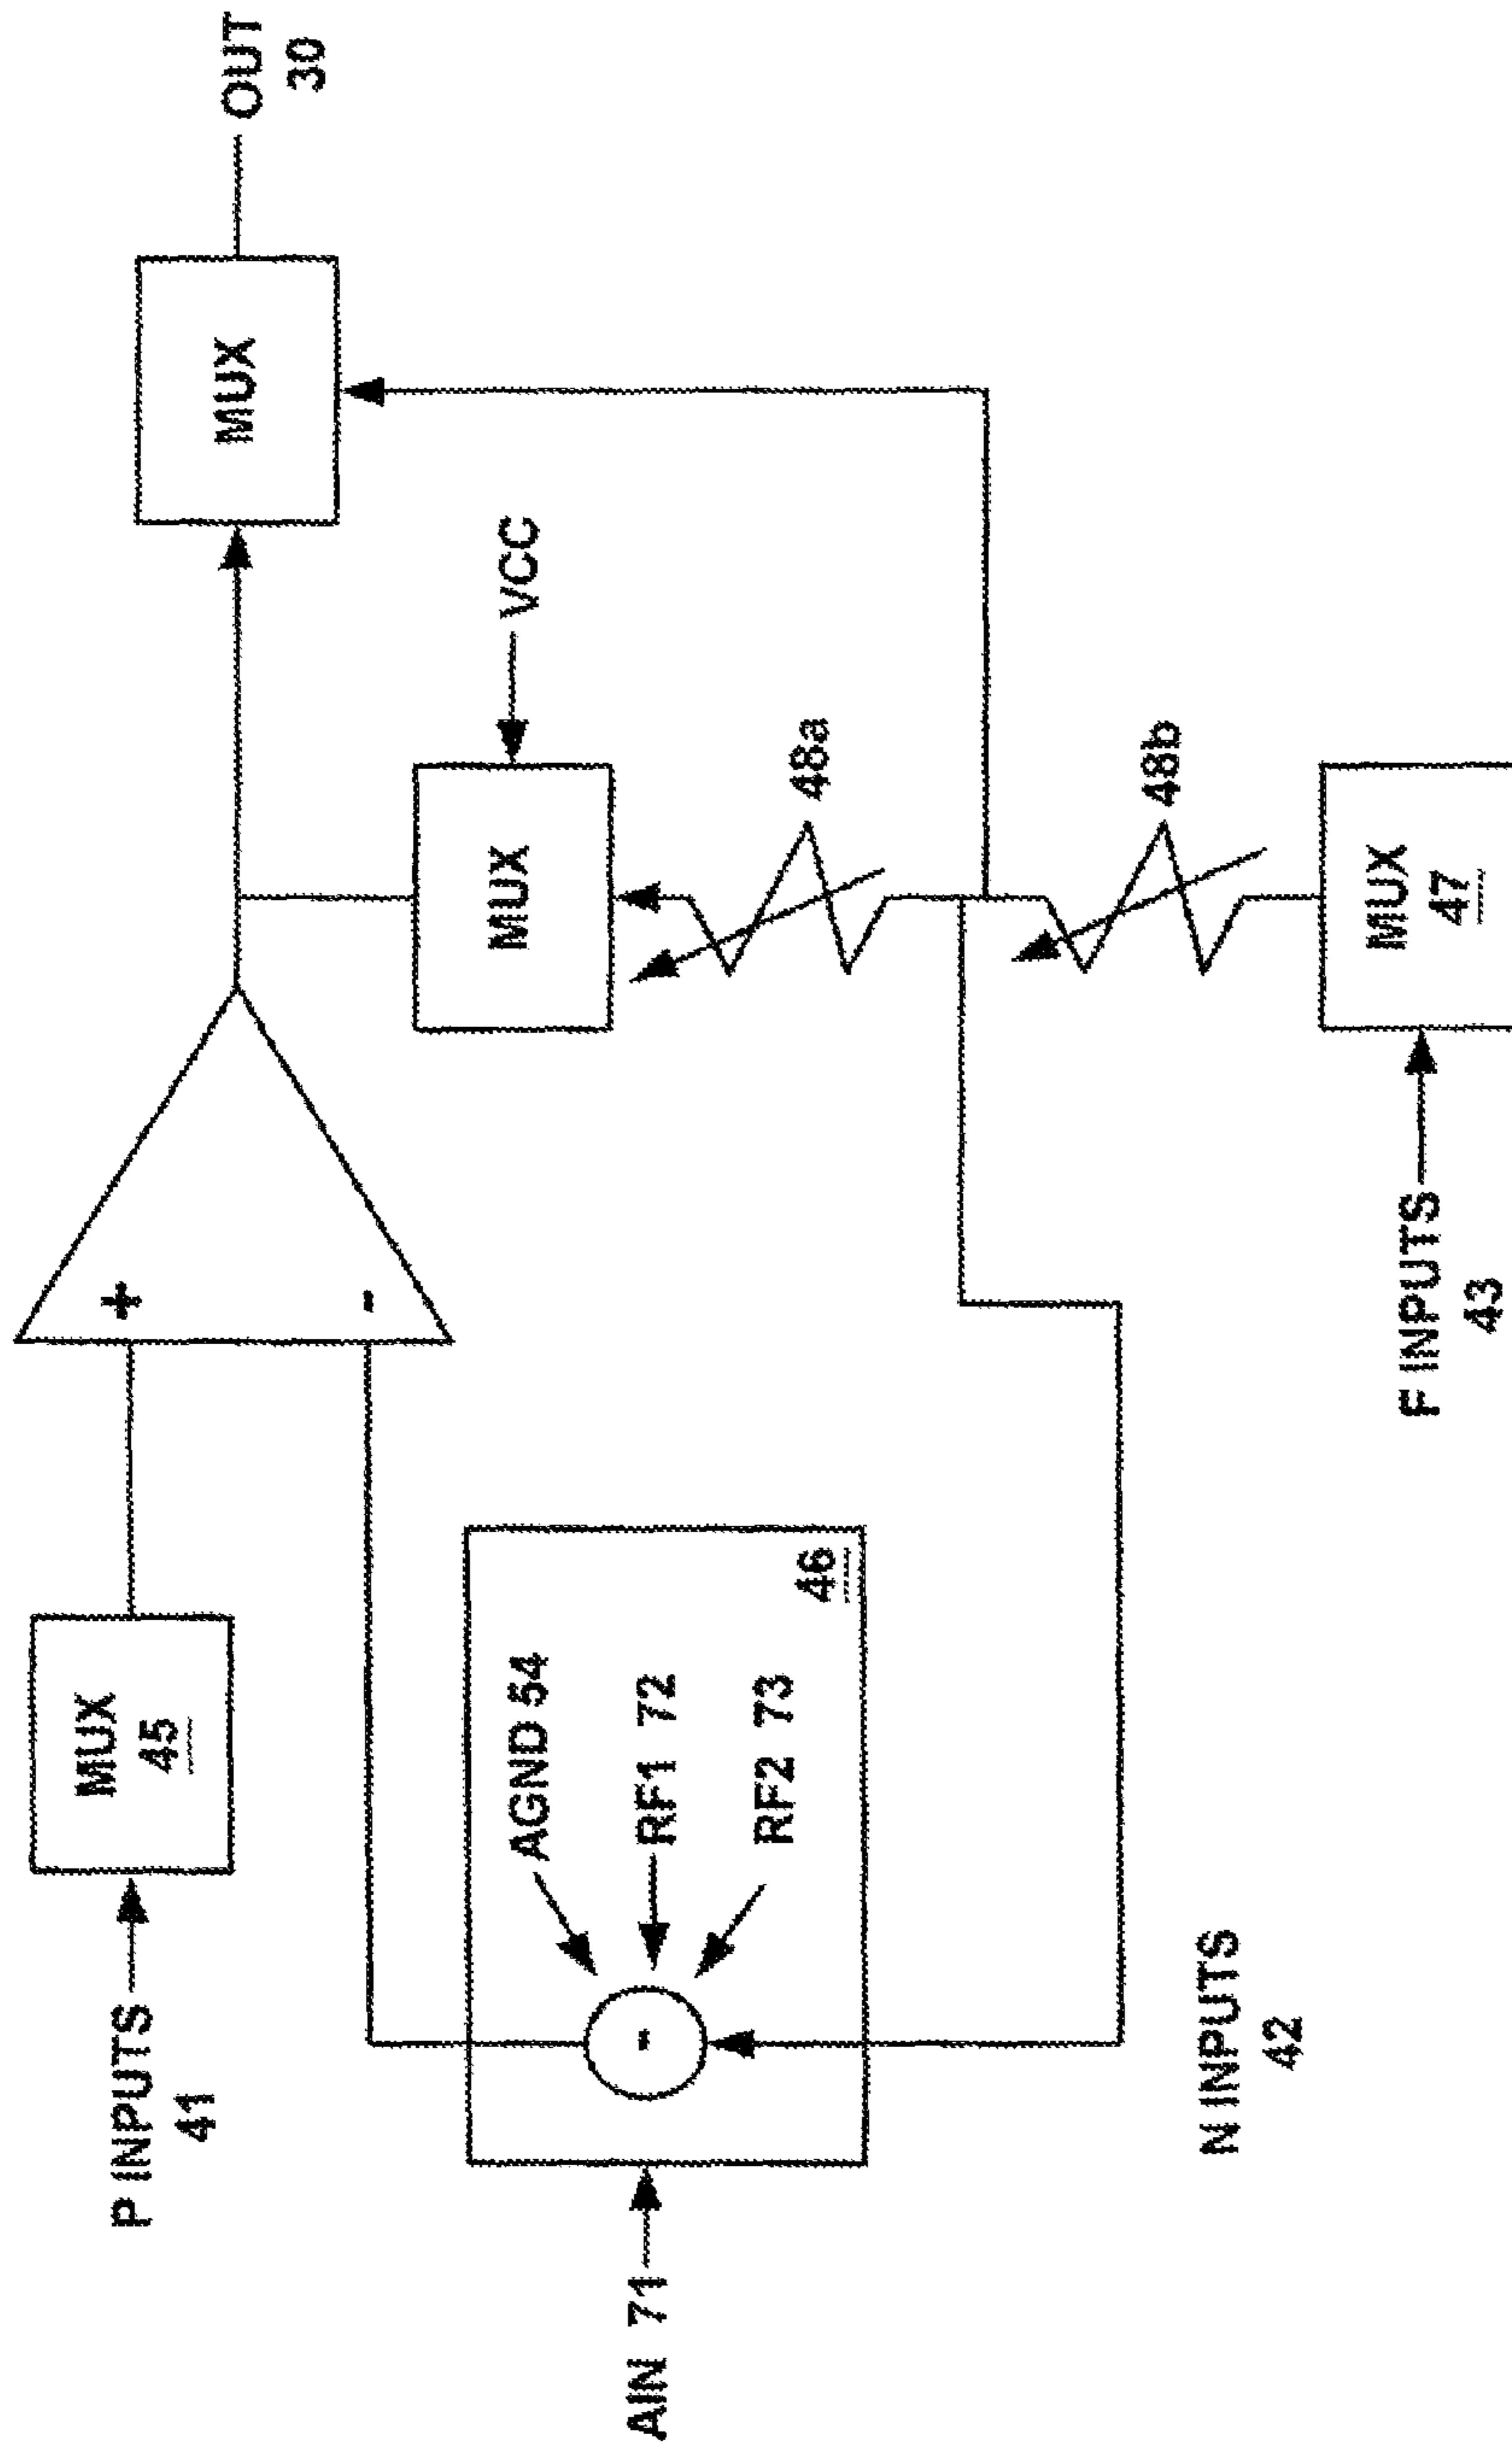 P INPUTS
41
MUX
45
+
-
MUX
OUT
30
AIN 71
-
AGND 54
RF1 72
RF2 73
46
MUX
VCC
48a
48b
N INPUTS
42
F INPUTS
43
MUX
47